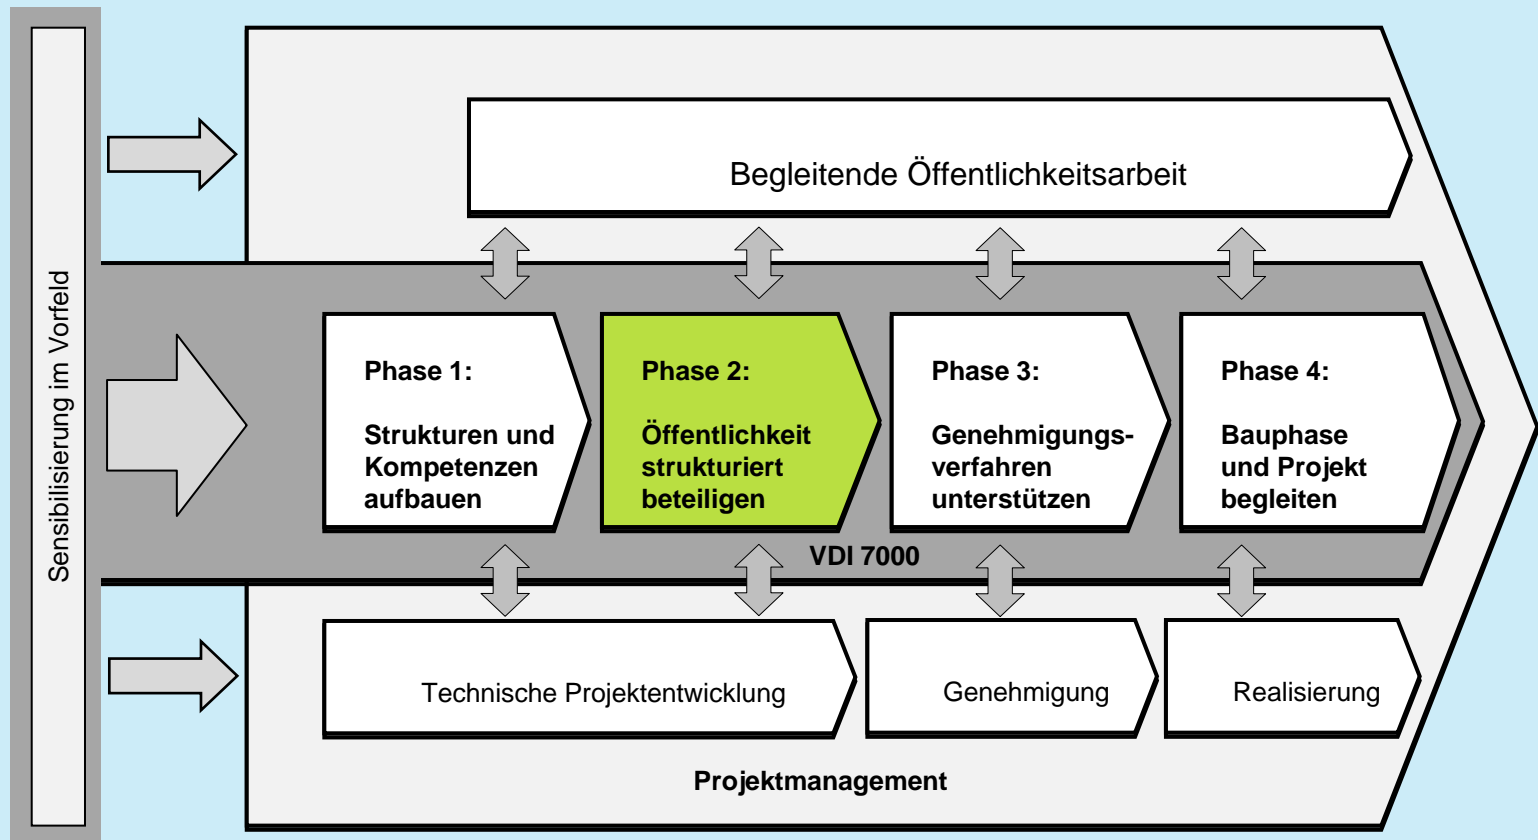 Sensibilisierung im Vorfeld
Begleitende Öffentlichkeitsarbeit
Phase 1:
Strukturen und
Kompetenzen
aufbauen
Phase 2:
Öffentlichkeit
strukturiert
beteiligen
Phase 3:
Genehmigungs-
verfahren
unterstützen
Phase 4:
Bauphase
und Projekt
begleiten
VDI 7000
Technische Projektentwicklung
Genehmigung
Realisierung
Projektmanagement